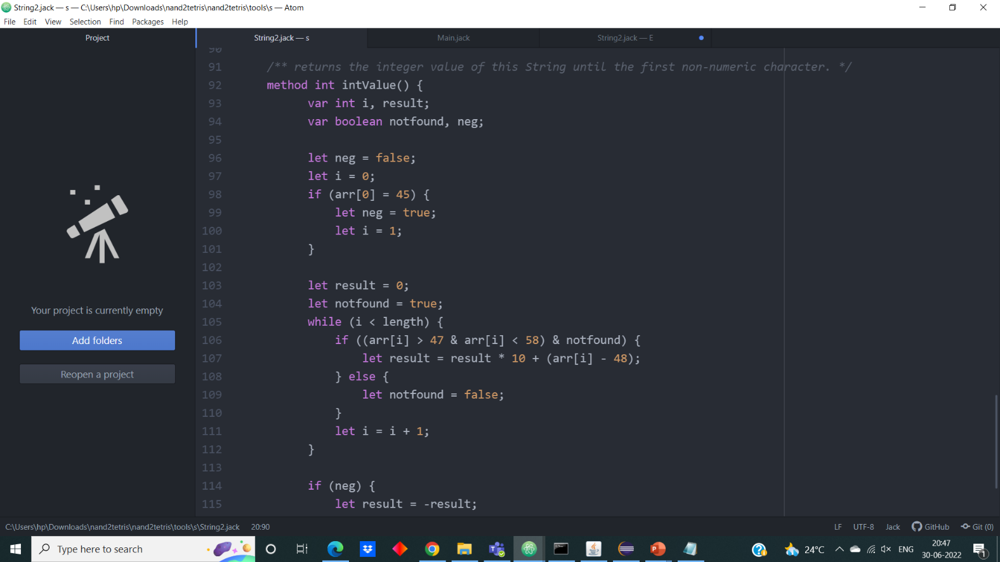 String2.jack — s — C:\Users\hp\Downloads\nand2tetris\nand2tetris\tools\s — Atom
File Edit View Selection Find Packages Help
Project
String2.jack — s
Main.jack
String2.jack — E
90
91 /** returns the integer value of this String until the first non-numeric character. */
92 method int intValue() {
93 var int i, result;
94 var boolean notfound, neg;
95
96 let neg = false;
97 let i = 0;
98 if (arr[0] = 45) {
99 let neg = true;
100 let i = 1;
101 }
102
103 let result = 0;
104 let notfound = true;
105 while (i < length) {
106 if ((arr[i] > 47 & arr[i] < 58) & notfound) {
107 let result = result * 10 + (arr[i] - 48);
108 } else {
109 let notfound = false;
110 }
111 let i = i + 1;
112 }
113
114 if (neg) {
115 let result = -result;
Your project is currently empty
Add folders
Reopen a project
C:\Users\hp\Downloads\nand2tetris\nand2tetris\tools\s\String2.jack 20:90
LF UTF-8 Jack GitHub Git (0)
Type here to search
24°C
ENG
20:47
30-06-2022
1